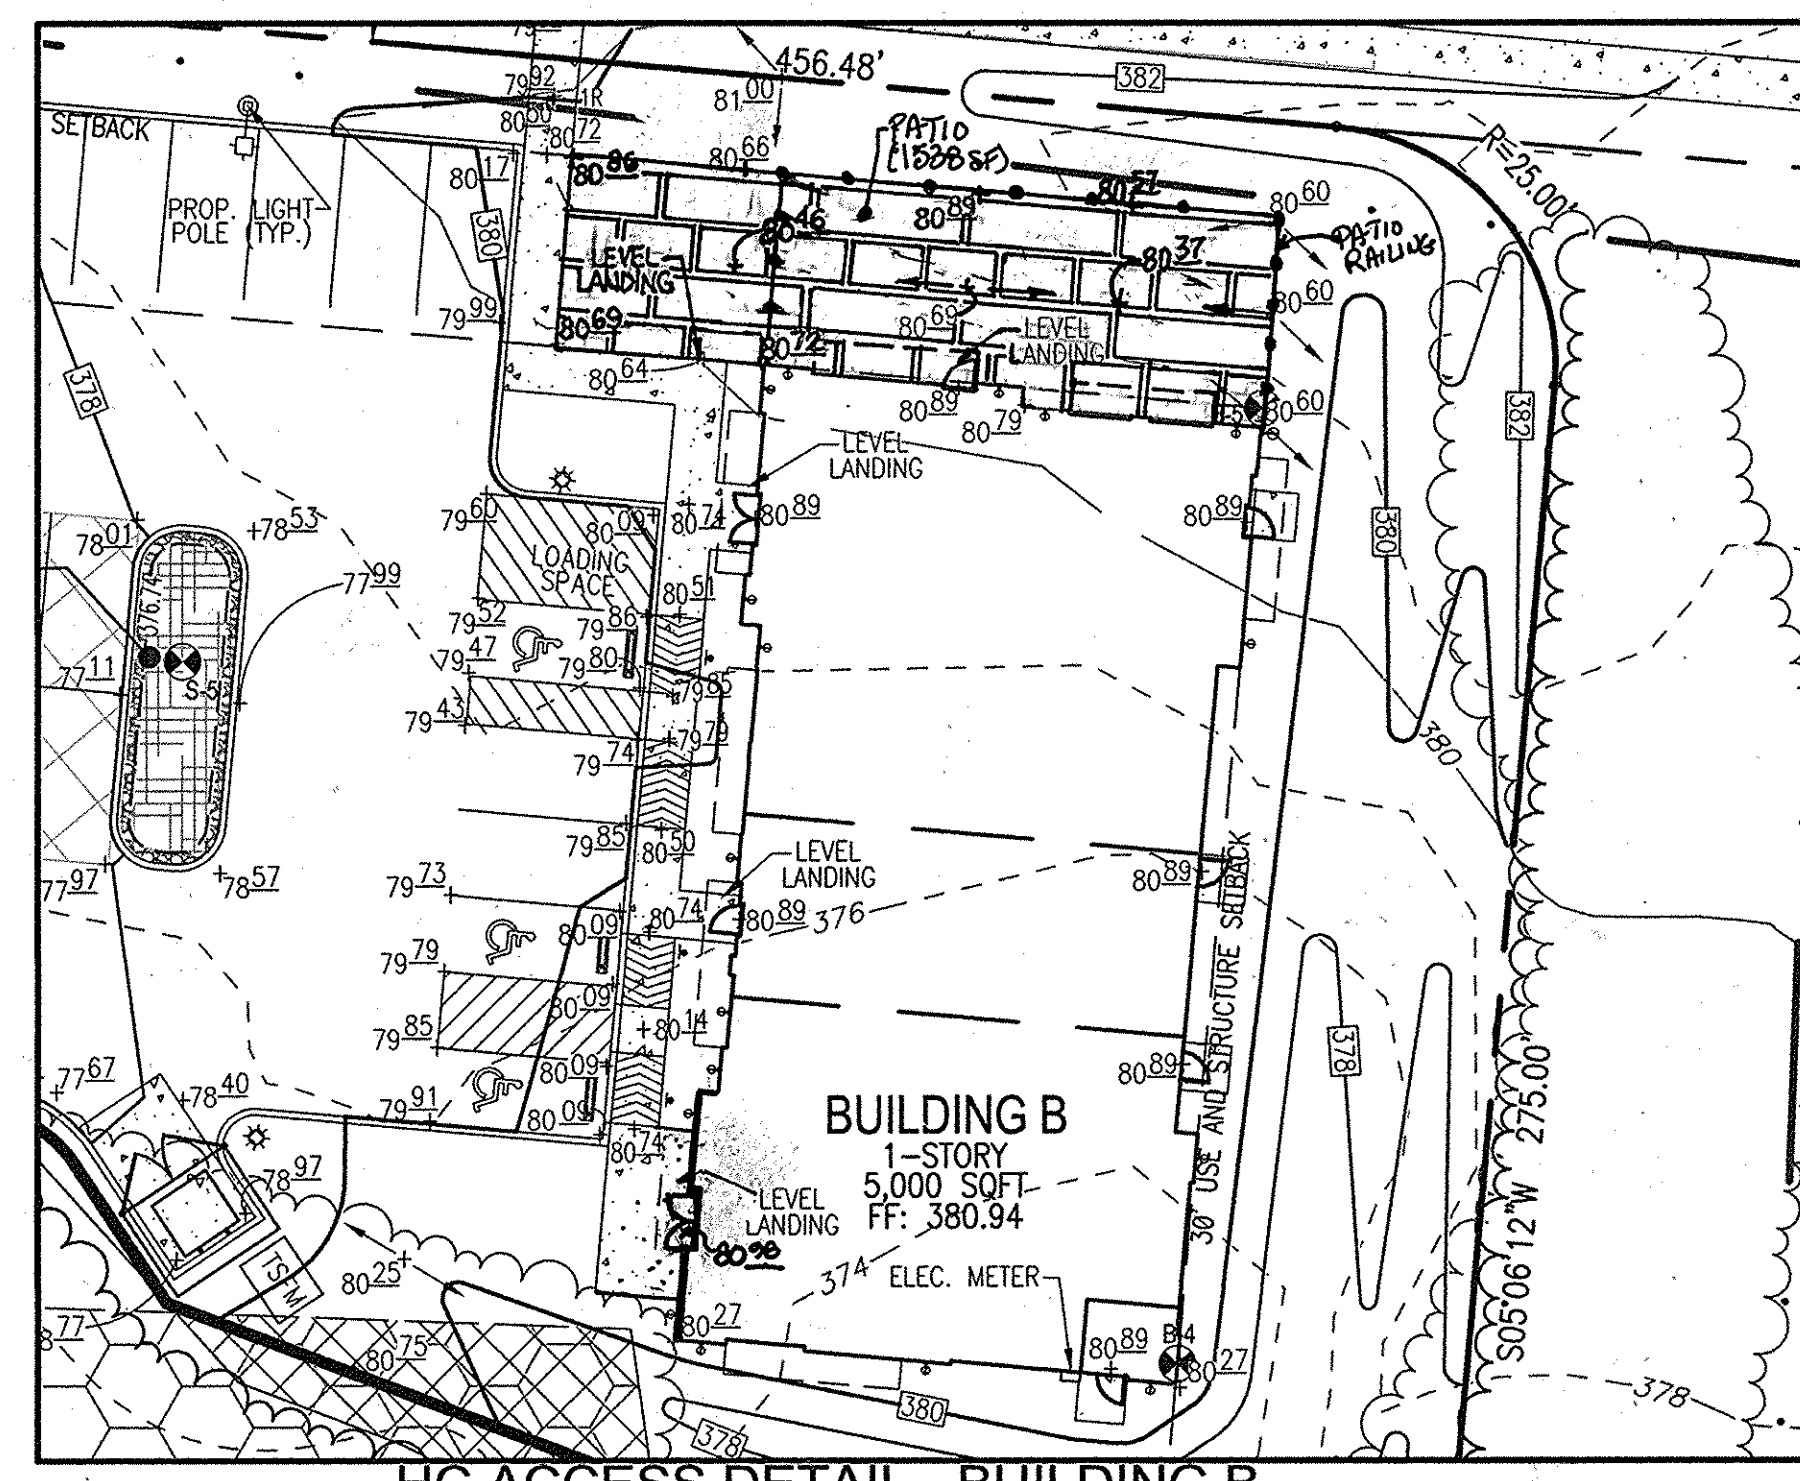 456.48'
382
79 92
81 00
80 72
SETBACK
PATIO
(1538 SF)
80 66
R=25.00'
80 17
80 86
80 60
PROP. LIGHT
POLE (TYP.)
380
80 46
80 89
80 37
PATIO
RAILING
LEVEL
LANDING
79 99
80 69
80 69
80 60
LEVEL
LANDING
80 72
378
80 64
80 89
80 79
80 60
382
LEVEL
LANDING
79 60
80 09
80 74
80 89
80 89
380
78 01
78 53
LOADING
SPACE
376.74
77 99
80 51
79 52
79 86
79 47
79 80
77 11
S-5
79 85
79 43
79 79
79 74
380
79 85
80 50
LEVEL
LANDING
77 97
78 57
79 73
80 89
80 09
80 74
80 89
376
79 79
80 09
79 85
80 14
378
77 67
78 40
80 09
80 89
79 91
80 09
BUILDING B
1-STORY
5,000 SQFT
FF: 380.94
80 74
78 97
LEVEL
LANDING
80 98
30' USE AND STRUCTURE SETBACK
S05°06'12"W 275.00'
80 25
374
ELEC. METER
80 27
80 75
80 89
B-4
80 27
380
378
378
HC ACCESS DETAIL - BUILDING B